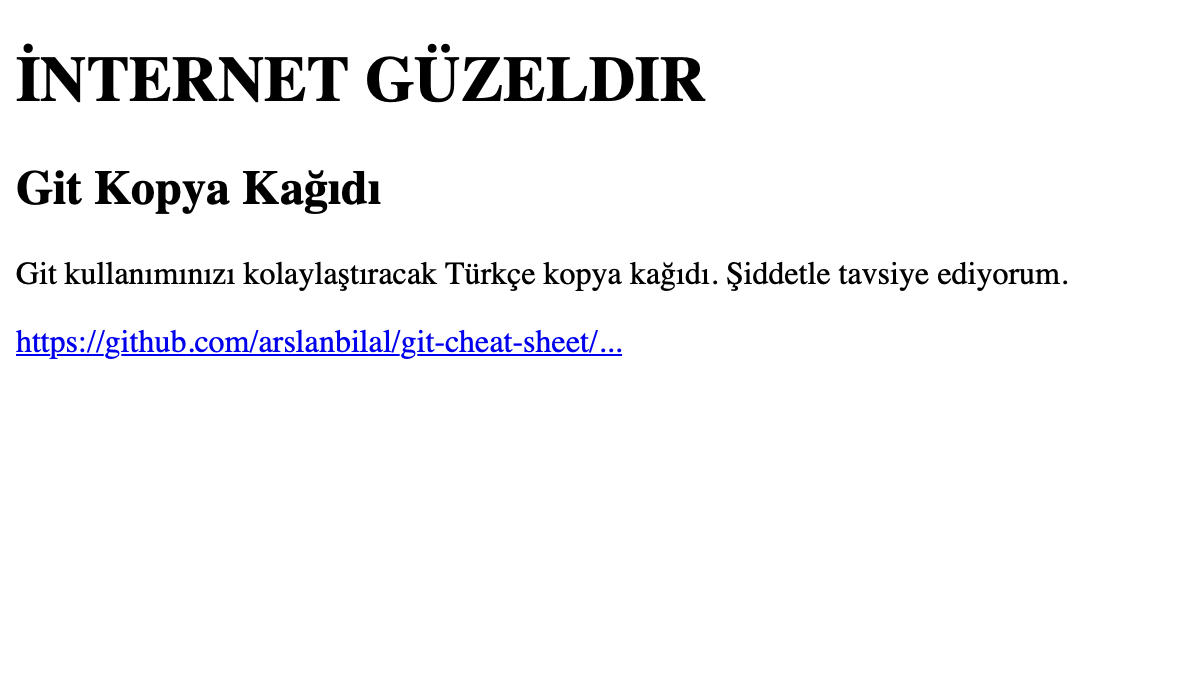 İNTERNET GÜZELDIR
Git Kopya Kağıdı
Git kullanımınızı kolaylaştıracak Türkçe kopya kağıdı. Şiddetle tavsiye ediyorum.
https://github.com/arslanbilal/git-cheat-sheet/...